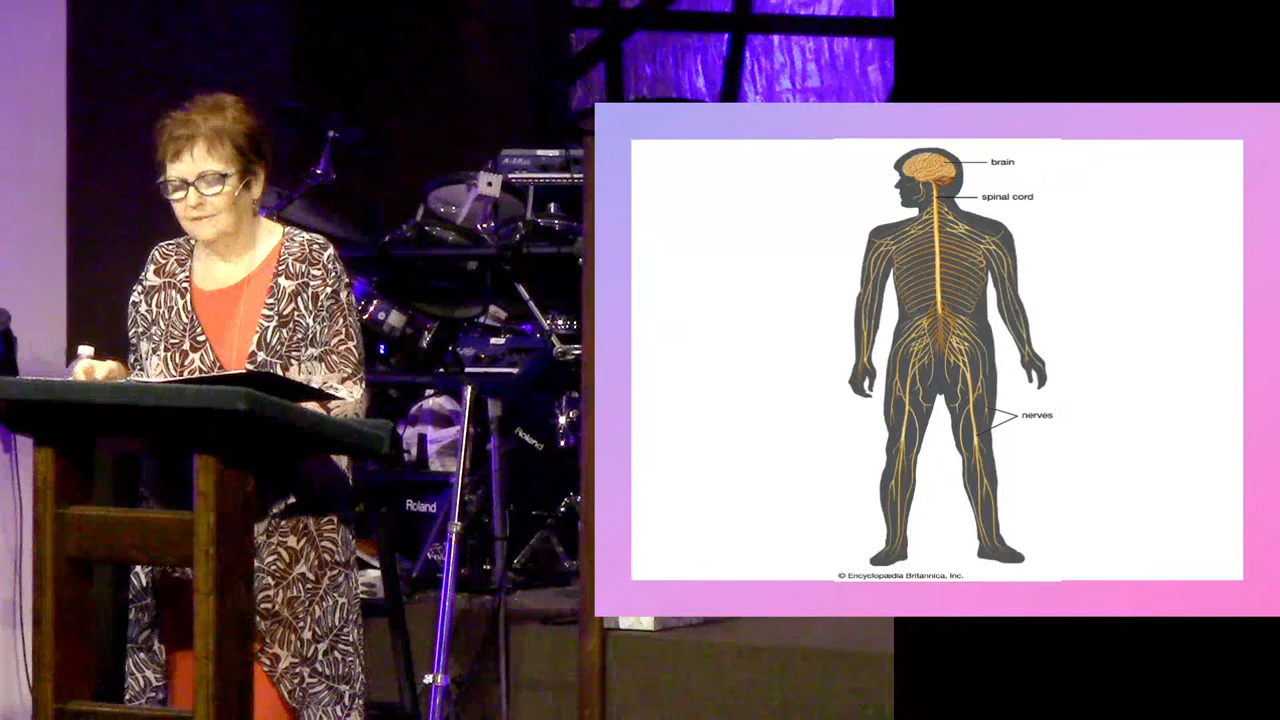 brain
spinal cord
nerves
© Encyclopædia Britannica, Inc.
Roland
Roland